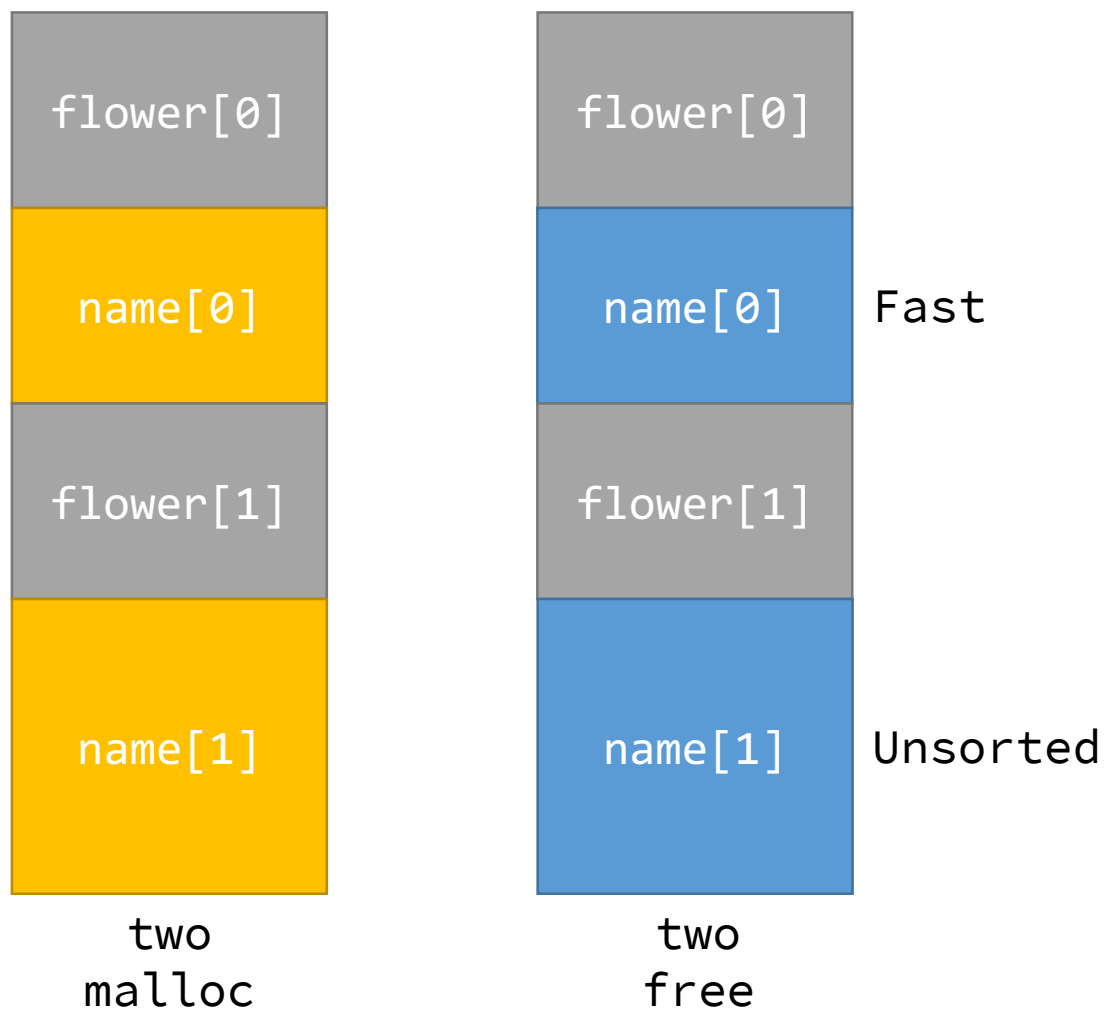 flower[0]
name[0]
flower[1]
name[1]
two
malloc
flower[0]
name[0]
Fast
flower[1]
name[1]
Unsorted
two
free